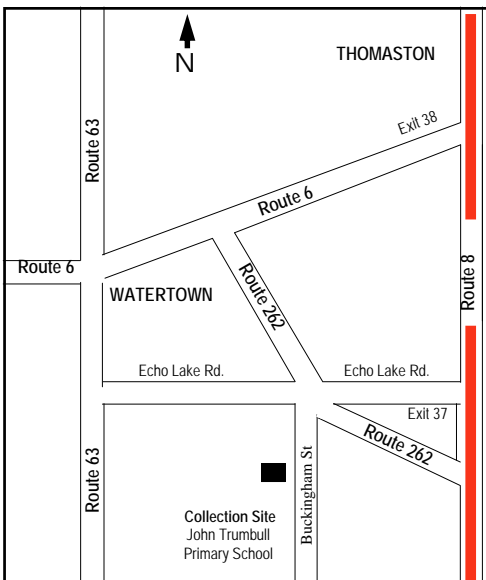 N
THOMASTON
Exit 38
Route 63
Route 6
Route 6
Route 8
WATERTOWN
Route 262
Echo Lake Rd.
Echo Lake Rd.
Exit 37
Route 262
Route 63
Buckingham St
Collection Site
John Trumbull
Primary School